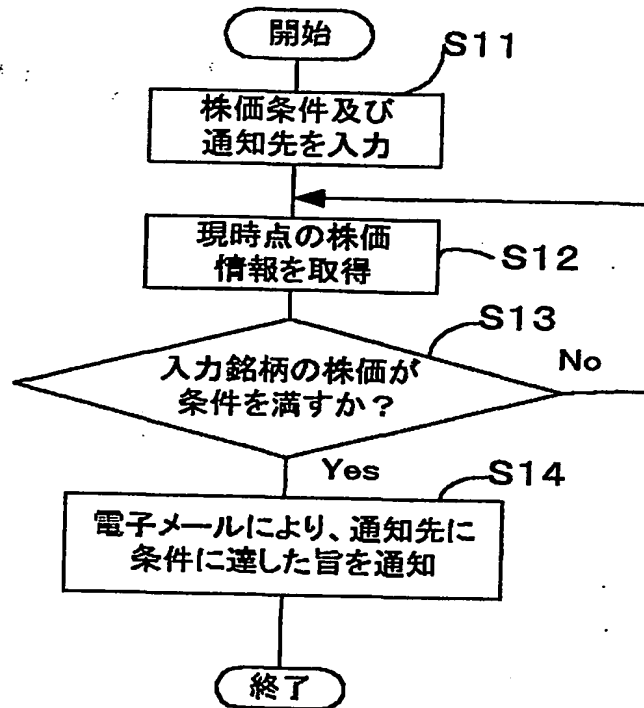 開始
S11
株価条件及び
通知先を入力
現時点の株価
情報を取得
S12
S13
入力銘柄の株価が
条件を満すか?
No
Yes
S14
電子メールにより、通知先に
条件に達した旨を通知
終了